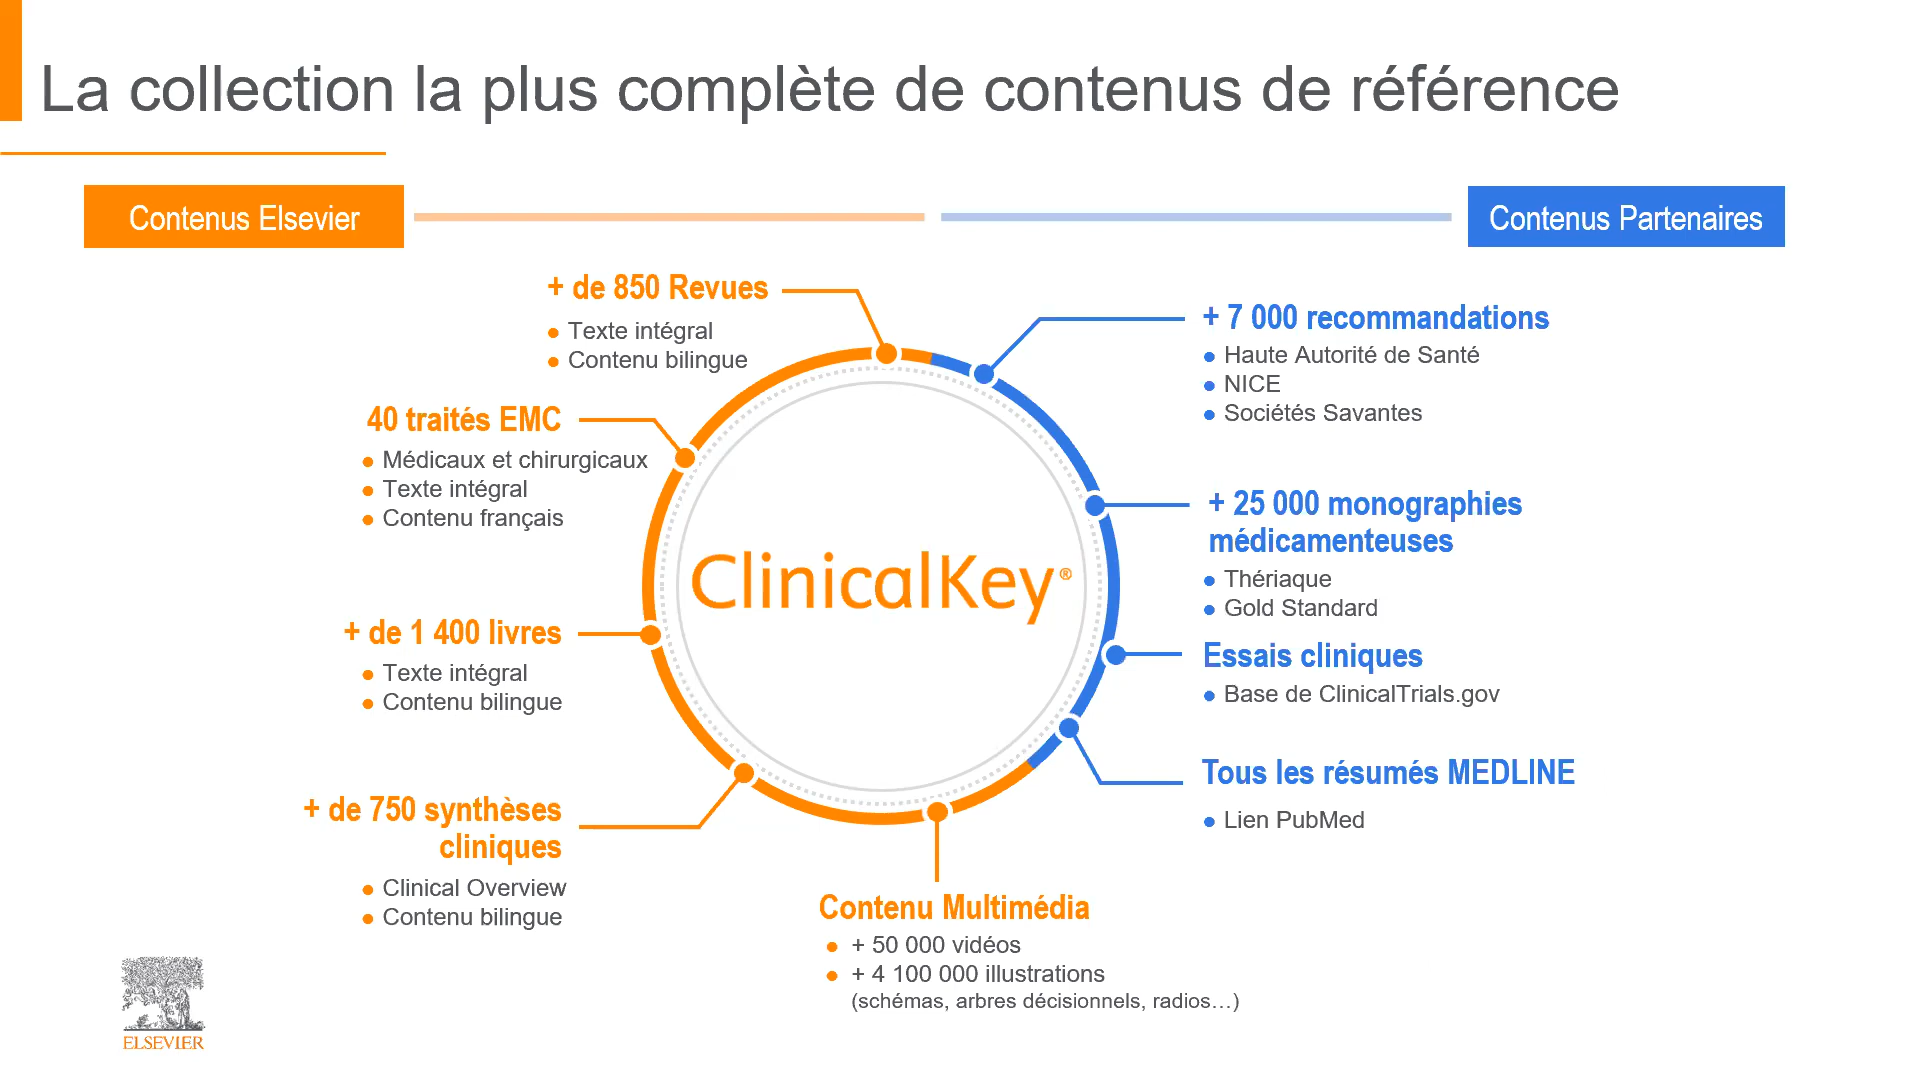 La collection la plus complète de contenus de référence
Contenus Elsevier
Contenus Partenaires
+ de 850 Revues
Texte intégral
Contenu bilingue
40 traités EMC
Médicaux et chirurgicaux
Texte intégral
Contenu français
+ de 1 400 livres
Texte intégral
Contenu bilingue
+ de 750 synthèses
cliniques
Clinical Overview
Contenu bilingue
ClinicalKey®
Contenu Multimédia
+ 50 000 vidéos
+ 4 100 000 illustrations
(schémas, arbres décisionnels, radios…)
+ 7 000 recommandations
Haute Autorité de Santé
NICE
Sociétés Savantes
+ 25 000 monographies
médicamenteuses
Thériaque
Gold Standard
Essais cliniques
Base de ClinicalTrials.gov
Tous les résumés MEDLINE
Lien PubMed
ELSEVIER